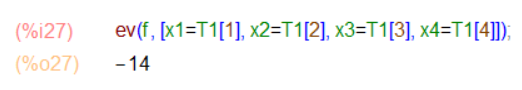 (%i27) ev(f, [x1=T1[1], x2=T1[2], x3=T1[3], x4=T1[4]]);
(%o27) −14